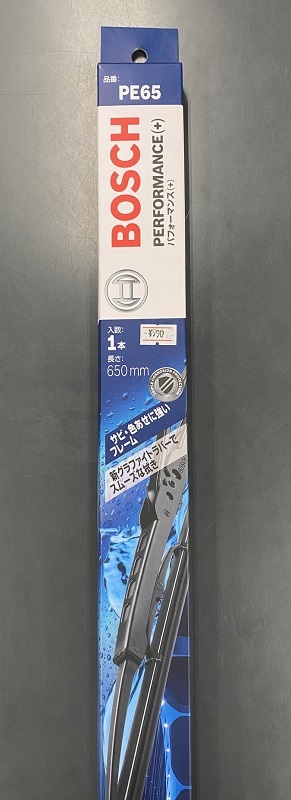 品番:
PE65
BOSCH
PERFORMANCE(+)
パフォーマンス(+)
入数:
1本
長さ:
650mm
サビ・色あせに強い
フレーム
新グラファイトラバーで
スムーズな拭き